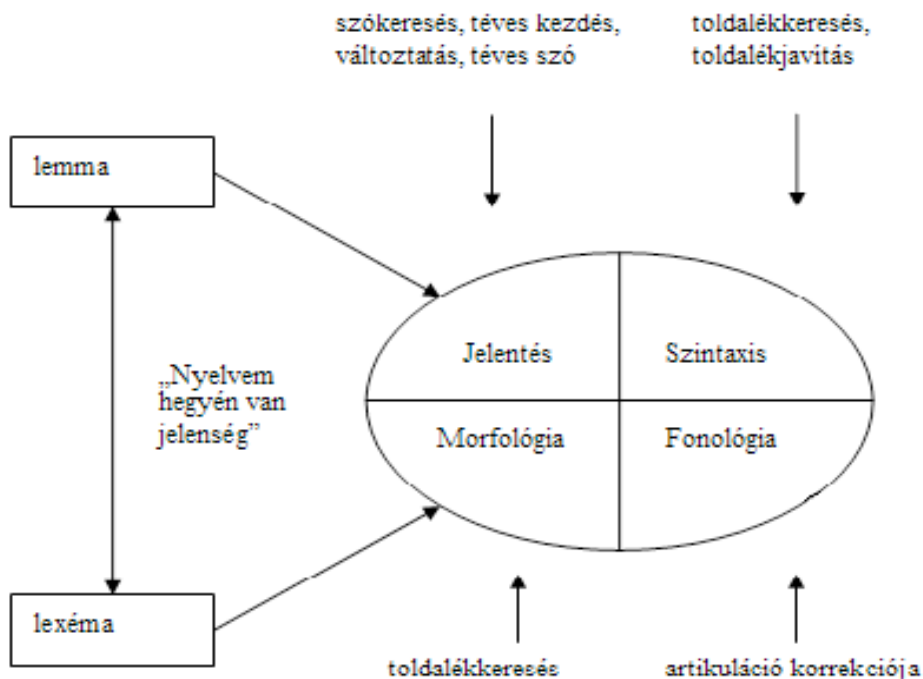 szókeresés, téves kezdés,
változtatás, téves szó
toldalékkeresés,
toldalékjavítás
lemma
Jelentés
Szintaxis
„Nyelvem
hegyén van
jelenség”
Morfológia
Fonológia
lexéma
toldalékkeresés
artikuláció korrekciója